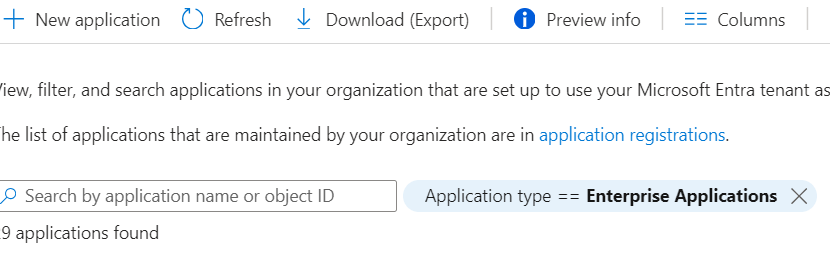 New application Refresh Download (Export) Preview info Columns
View, filter, and search applications in your organization that are set up to use your Microsoft Entra tenant as
The list of applications that are maintained by your organization are in application registrations.
Search by application name or object ID Application type == Enterprise Applications
9 applications found